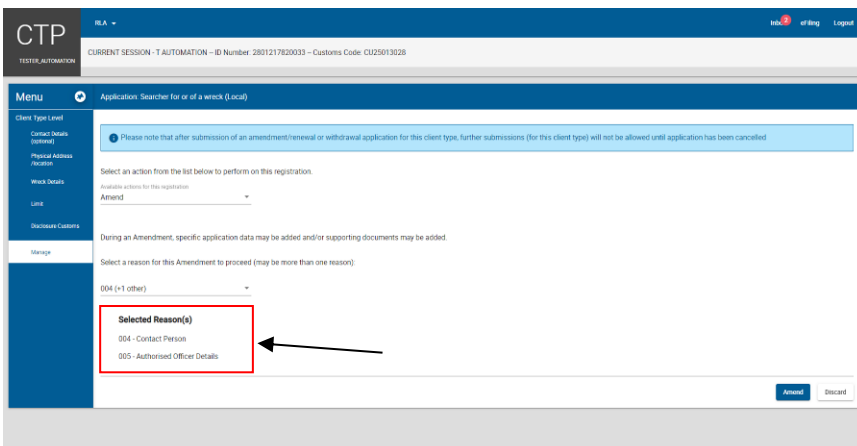 CTP
TESTER_AUTOMATION
RLA
3
eFiling
Logout
CURRENT SESSION - T AUTOMATION – ID Number: 2801217820033 – Customs Code: CU25013028
Menu
Application: Searcher for or of a wreck (Local)
Client Type Level
Contact Details
(optional)
Physical Address
/location
Wreck Details
Limit
Disclosure Customs
Manage
Please note that after submission of an amendment/renewal or withdrawal application for this client type, further submissions (for this client type) will not be allowed until application has been cancelled
Select an action from the list below to perform on this registration.
Available actions for this registration
Amend
During an Amendment, specific application data may be added and/or supporting documents may be added.
Select a reason for this Amendment to proceed (may be more than one reason):
004 (+1 other)
Selected Reason(s)
004 - Contact Person
005 - Authorised Officer Details
Amend
Discard